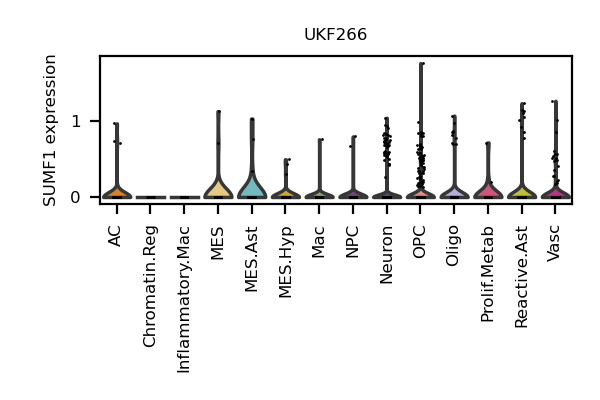 UKF266
SUMF1 expression
1
0
AC
Chromatin.Reg
Inflammatory.Mac
MES
MES.Ast
MES.Hyp
Mac
NPC
Neuron
OPC
Oligo
Prolif.Metab
Reactive.Ast
Vasc